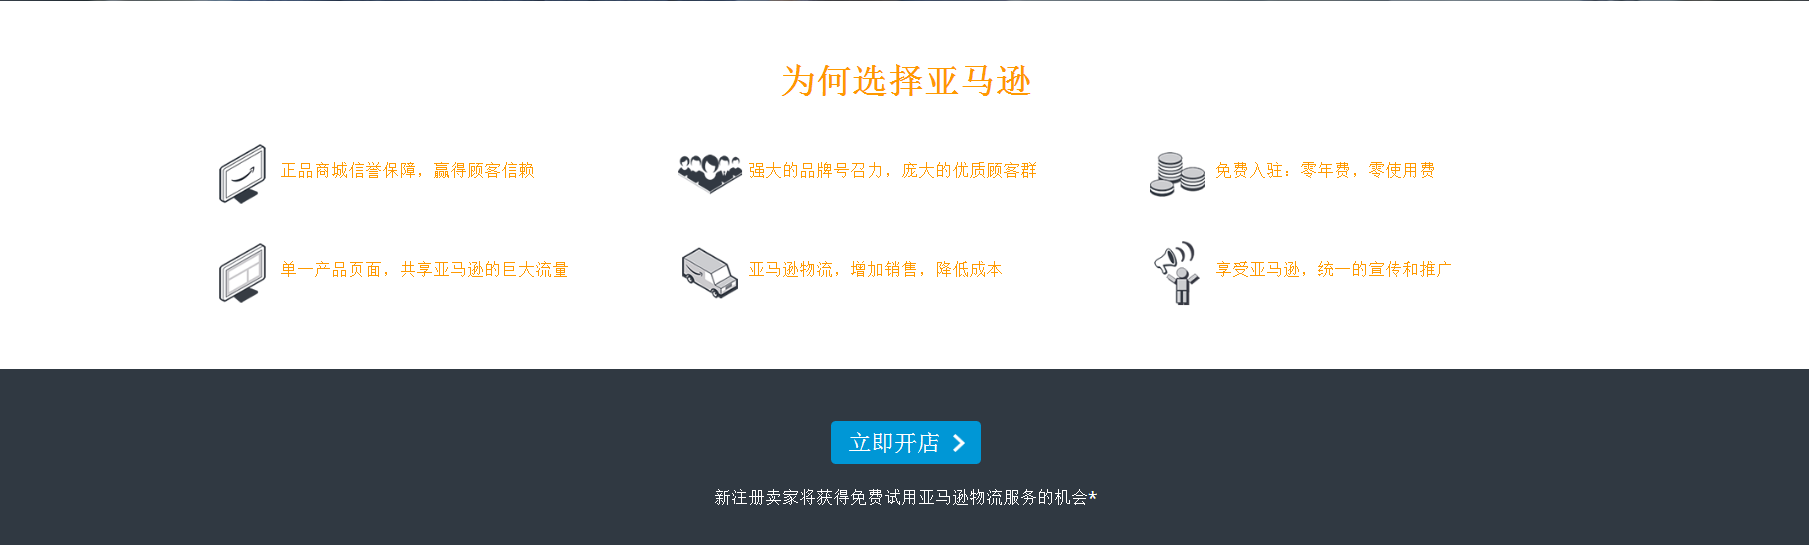 为何选择亚马逊
正品商城信誉保障，赢得顾客信赖
强大的品牌号召力，庞大的优质顾客群
免费入驻：零年费，零使用费
单一产品页面，共享亚马逊的巨大流量
亚马逊物流，增加销售，降低成本
享受亚马逊，统一的宣传和推广
立即开店
新注册卖家将获得免费试用亚马逊物流服务的机会*